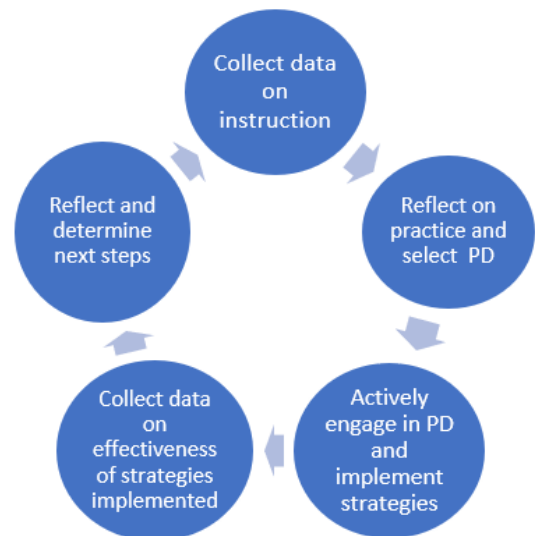 Collect data
on
instruction
Reflect on
practice and
select PD
Actively
engage in PD
and
implement
strategies
Collect data
on
effectiveness
of strategies
implemented
Reflect and
determine
next steps